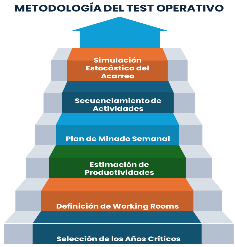 METODOLOGÍA DEL TEST OPERATIVO
Simulación
Estocástica del
Acarreo
Secuenciamiento de
Actividades
Plan de Minado Semanal
Estimación de
Productividades
Definición de Working Rooms
Selección de los Años Críticos